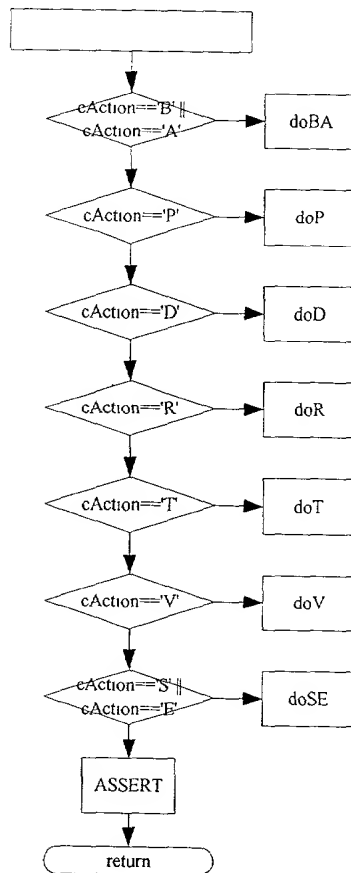 cAction=='B' ||
cAction=='A'
doBA
cAction=='P'
doP
cAction=='D'
doD
cAction=='R'
doR
cAction=='T'
doT
cAction=='V'
doV
cAction=='S' ||
cAction=='E'
doSE
ASSERT
return